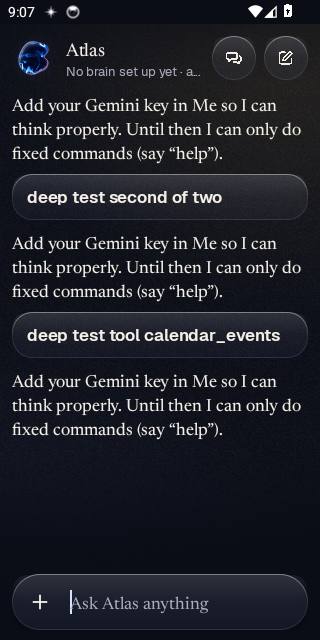 9:07
Atlas
No brain set up yet · a...
Add your Gemini key in Me so I can
think properly. Until then I can only do
fixed commands (say “help”).
deep test second of two
Add your Gemini key in Me so I can
think properly. Until then I can only do
fixed commands (say “help”).
deep test tool calendar_events
Add your Gemini key in Me so I can
think properly. Until then I can only do
fixed commands (say “help”).
Ask Atlas anything